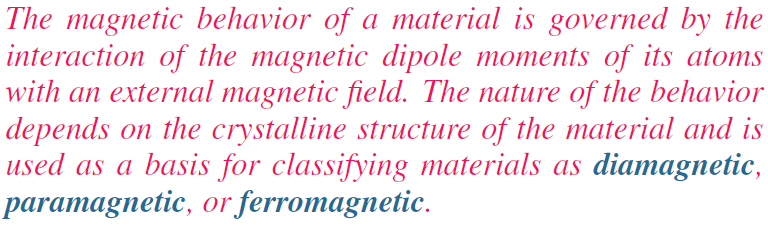 The magnetic behavior of a material is governed by the
interaction of the magnetic dipole moments of its atoms
with an external magnetic field. The nature of the behavior
depends on the crystalline structure of the material and is
used as a basis for classifying materials as diamagnetic,
paramagnetic, or ferromagnetic.